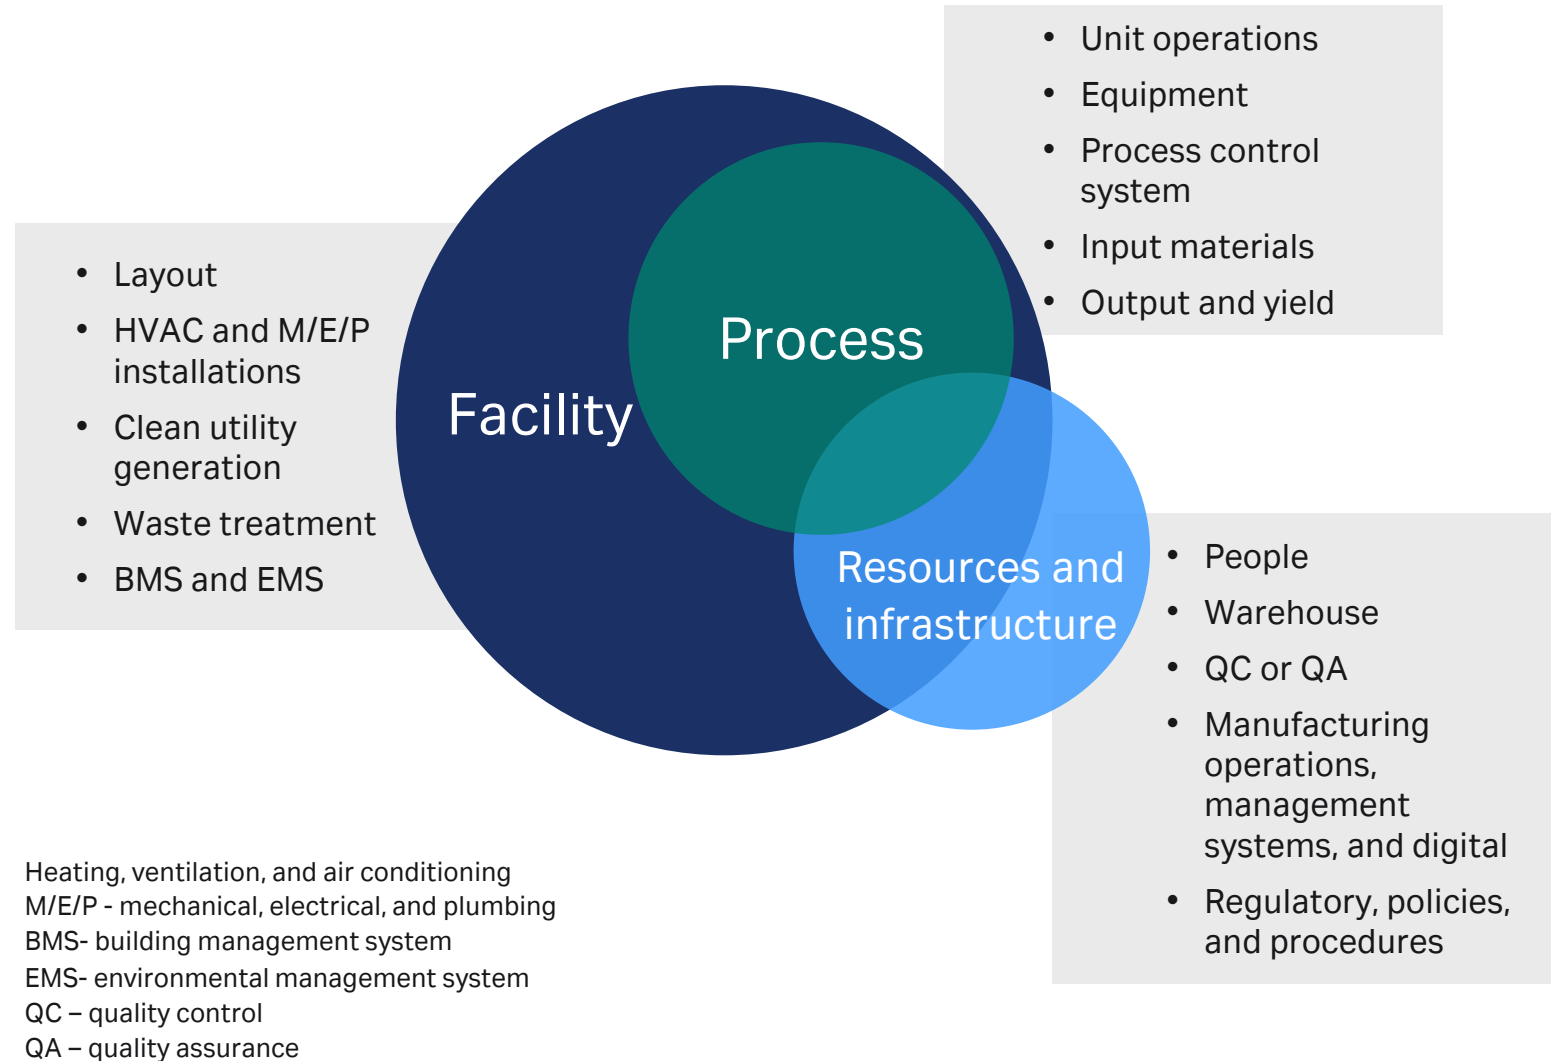 • Unit operations
• Equipment
• Process control
system
• Input materials
• Output and yield
Process
Facility
• Layout
• HVAC and M/E/P
installations
• Clean utility
generation
• Waste treatment
• BMS and EMS
Resources and
infrastructure
• People
• Warehouse
• QC or QA
• Manufacturing
operations,
management
systems, and digital
• Regulatory, policies,
and procedures
Heating, ventilation, and air conditioning
M/E/P - mechanical, electrical, and plumbing
BMS- building management system
EMS- environmental management system
QC – quality control
QA – quality assurance